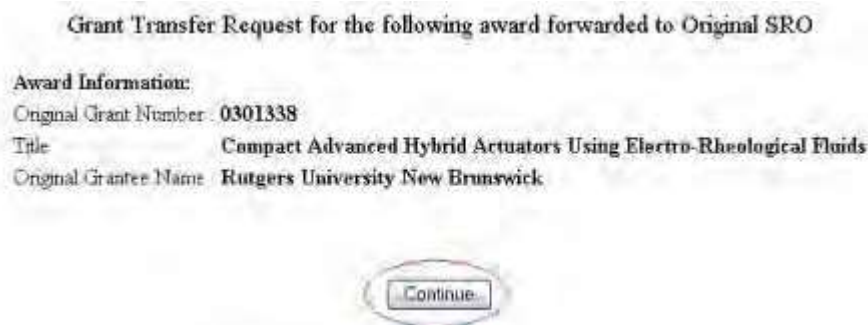 Grant Transfer Request for the following award forwarded to Original SRO
Award Information:
Original Grant Number : 0301338
Title Compact Advanced Hybrid Actuators Using Electro-Rheological Fluids
Original Grantee Name : Rutgers University New Brunswick
Continue